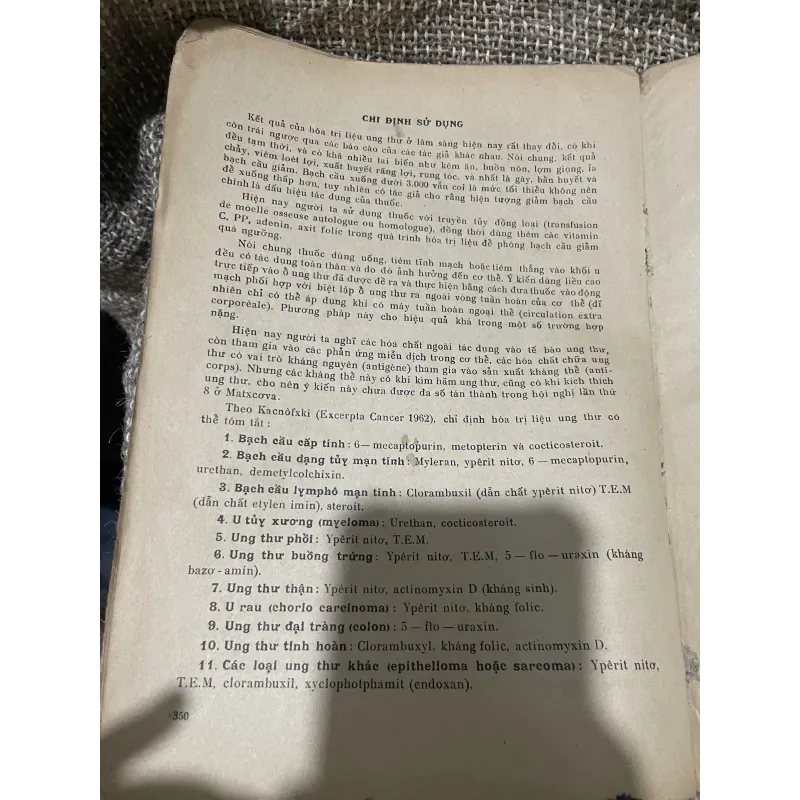 CHỈ ĐỊNH SỬ DỤNG
Kết quả của hóa trị liệu ung thư ở lâm sàng hiện nay rất thay đổi, có khi
còn trái ngược qua các báo cáo của các tác giả khác nhau. Nói chung, kết quả
đều tạm thời, và có khá nhiều tai biến như kém ăn, buồn nôn, lợm giọng, ỉa
chảy, viêm loét lợi, xuất huyết răng lợi, rụng tóc, và nhất là gây, bần huyết và
bạch cầu giảm. Bạch cầu xuống dưới 3.000 vẫn coi là mức tối thiểu không nên
để xuống thấp hơn, tuy nhiên có tác giả cho rằng hiện tượng giảm bạch cầu
chính là dấu hiệu tác dụng của thuốc.
Hiện nay người ta sử dụng thuốc với truyền tủy đồng loại (transfusion
de moelle osseuse autologue ou homologue), đồng thời dùng thêm các vitamin
C, PP, adenin, axit folic trong quá trình hóa trị liệu đề phòng bạch cầu giảm
quá ngưỡng.
Nói chung thuốc dùng uống, tiêm tĩnh mạch hoặc tiêm thẳng vào khối u
đều có tác dụng toàn thân và do đó ảnh hưởng đến cơ thể. Ý kiến dùng liều cao
trực tiếp vào ổ ung thư đã được đề ra và thực hiện bằng cách đưa thuốc vào động
mạch phối hợp với biệt lập ổ ung thư ra ngoài vòng tuần hoàn của cơ thể (dĩ
nhiên chỉ có thể áp dụng khi có máy tuần hoàn ngoại thể (circulation extra
corporéale). Phương pháp này cho hiệu quả khá trong một số trường hợp
nặng.
Hiện nay người ta nghĩ các hóa chất ngoài tác dụng vào tế bào ung thư,
còn tham gia vào các phản ứng miễn dịch trong cơ thể, các hóa chất chữa ung
thư có vai trò kháng nguyên (antigène) tham gia vào sản xuất kháng thể (anti-
corps). Nhưng các kháng thể này có khi kìm hãm ung thư, cũng có khi kích thích
ung thư, cho nên ý kiến này chưa được đa số tán thành trong hội nghị lần thứ
8 ở Matxcơva.
Theo Kacnôfxki (Excerpta Cancer 1962), chỉ định hóa trị liệu ung thư có
thể tóm tắt :
1. Bạch cầu cấp tính : 6— mecaptopurin, metopterin và cocticosteroit.
2. Bạch cầu dạng tủy mạn tính : Myleran, ypêrit nitơ, 6 — mecaptopurin,
urethan, demetylcolchixin.
3. Bạch cầu lymphô mạn tính : Clorambuxil (dẫn chất ypêrit nitơ) T.E.M
(dẫn chất etylen imin), steroit.
4. U tủy xương (myeloma) : Urethan, cocticosteroit.
5. Ung thư phổi : Ypêrit nitơ, T.E.M.
6. Ung thư buồng trứng : Ypêrit nitơ, T.E.M, 5 — flo — uraxin (kháng
bazơ - amin).
7. Ung thư thận : Ypêrit nitơ, actinomyxin D (kháng sinh).
8. U rau (chorio carcinoma) : Ypêrit nitơ, kháng folic.
9. Ung thư đại tràng (colon) : 5 — flo — uraxin.
10. Ung thư tinh hoàn : Clorambuxyl, kháng folic, actinomyxin D.
11. Các loại ung thư khác (epithelioma hoặc sarcoma) : Ypêrit nitơ,
T.E.M, clorambuxil, xyclophotphamit (endoxan).
350